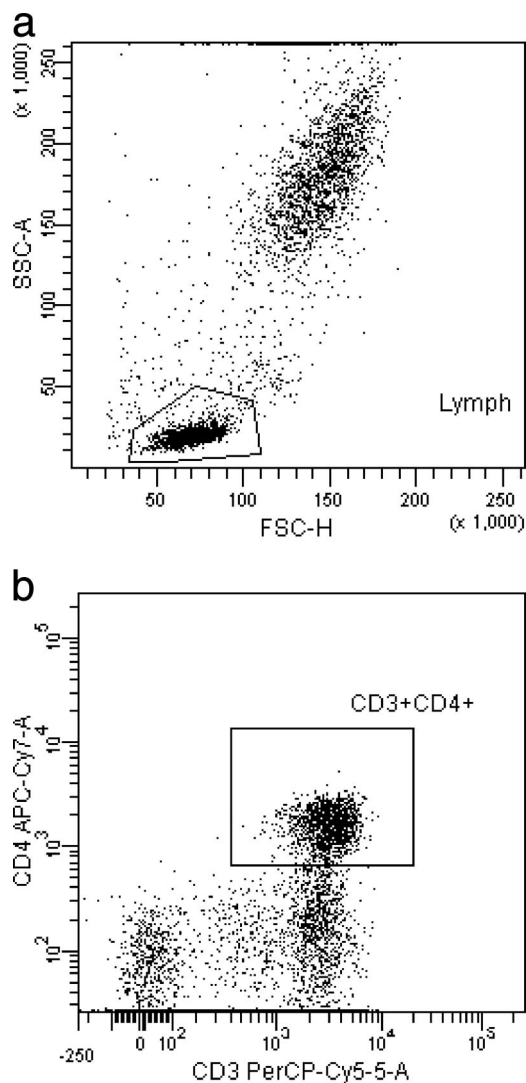 a
(x 1,000)
250
200
150
100
50
SSC-A
Lymph
50 100 150 200 250
FSC-H (x 1,000)
b
CD3+CD4+
10^5
10^4
10^3
10^2
CD4 APC-Cy7-A
-250 0 10^2 10^3 10^4 10^5
CD3 PerCP-Cy5-5-A